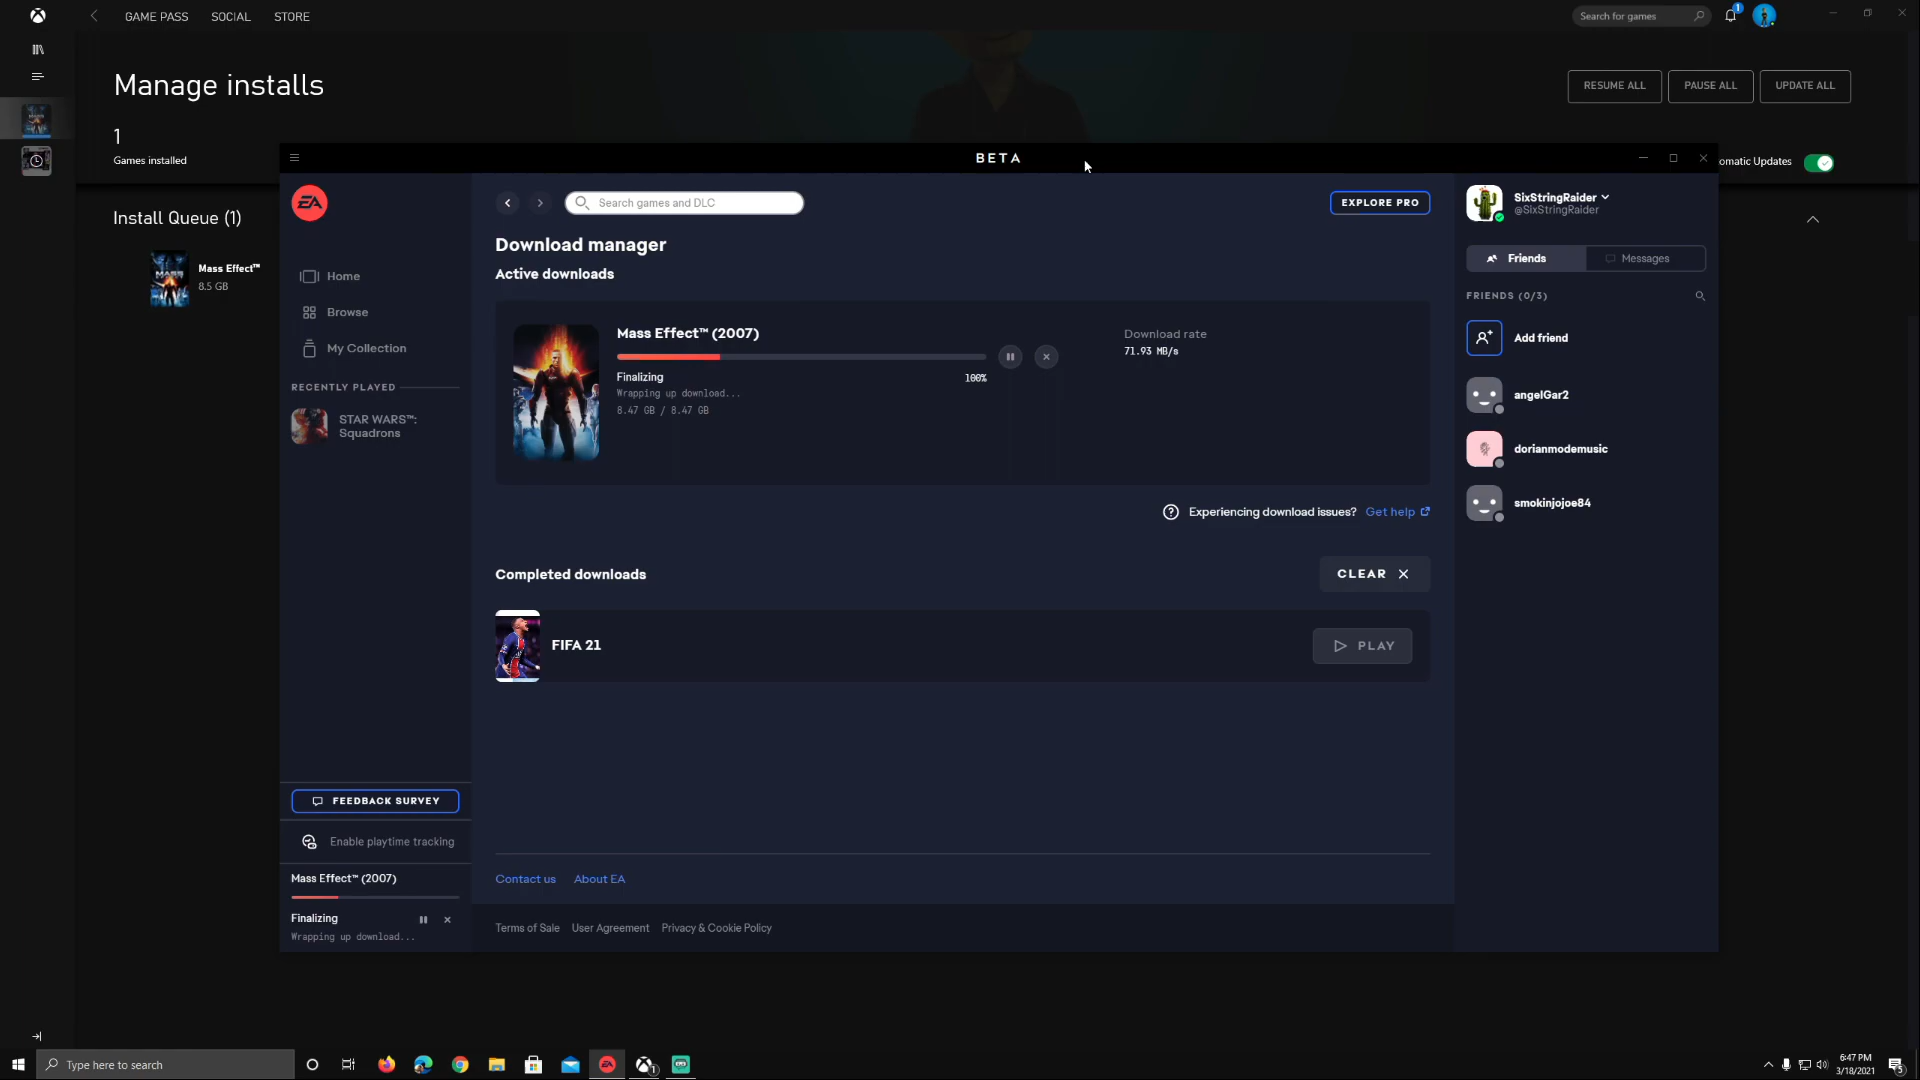 GAME PASS SOCIAL STORE
Search for games
1
Manage installs
RESUME ALL PAUSE ALL UPDATE ALL
1
Games installed
omatic Updates
Install Queue (1)
Mass Effect™
8.5 GB
BETA
EA
Search games and DLC
EXPLORE PRO
SixStringRaider
@SixStringRaider
Home
Browse
My Collection
RECENTLY PLAYED
STAR WARS™:
Squadrons
Download manager
Active downloads
MASS
Mass Effect™ (2007)
Finalizing 100%
Wrapping up download...
8.47 GB / 8.47 GB
Download rate
71.93 MB/s
Experiencing download issues? Get help
Completed downloads
CLEAR
FIFA 21
PLAY
Friends Messages
FRIENDS (0/3)
Add friend
angelGar2
dorianmodemusic
smokinjojoe84
FEEDBACK SURVEY
Enable playtime tracking
Mass Effect™ (2007)
Finalizing
Wrapping up download...
Contact us About EA
Terms of Sale User Agreement Privacy & Cookie Policy
Type here to search
EA
1
6:47 PM
3/18/2021
5